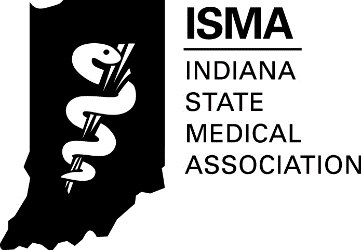 ISMA
INDIANA
STATE
MEDICAL
ASSOCIATION